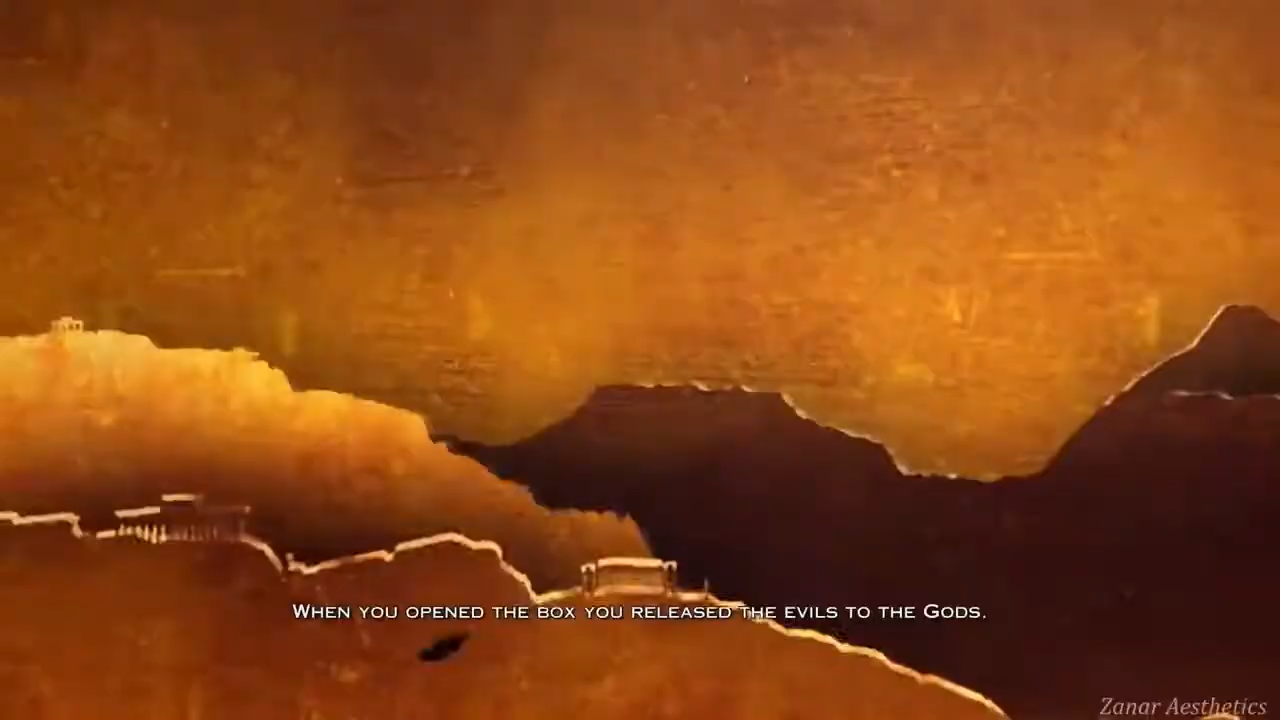 When you opened the box you released the evils to the Gods.
Zanar Aesthetics